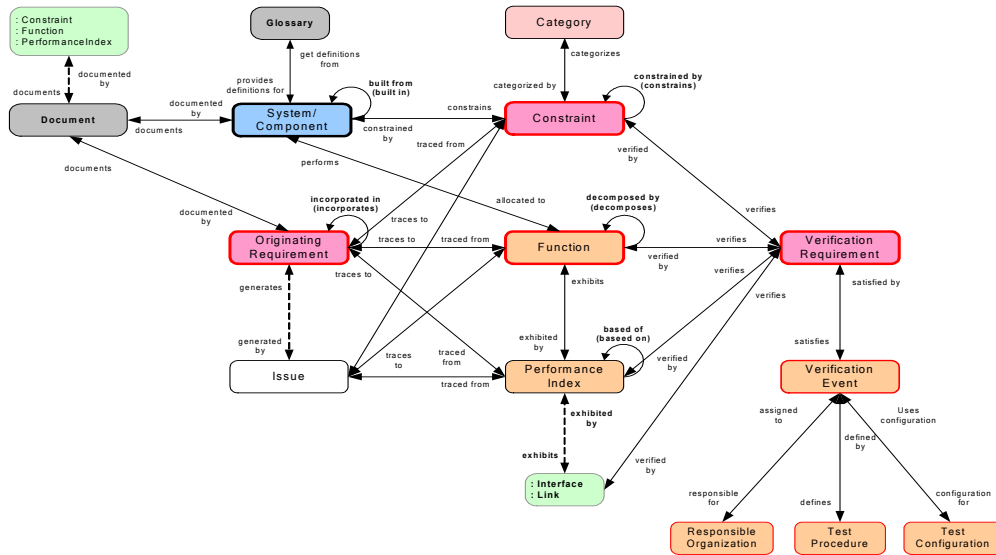 : Constraint
: Function
: PerformanceIndex
Glossary
Category
documented
by
get definitions
from
categorizes
documents
provides
definitions for
built from
(built in)
categorized by
constrained by
(constrains)
Document
documented
by
documents
System/
Component
constrains
constrained
by
Constraint
traced from
verified
by
documents
performs
documented
by
incorporated in
(incorporates)
allocated to
decomposed by
(decomposes)
verifies
traces to
Originating
Requirement
traces to
traced from
Function
verifies
verified
by
Verification
Requirement
traces to
verifies
generates
exhibits
verifies
satisfied by
generated
by
traces
to
traced
from
exhibited
by
based of
(baseed on)
verified
by
satisfies
Issue
traced from
Performance
Index
Verification
Event
exhibited
by
assigned
to
Uses
configuration
defined
by
exhibits
verified
by
: Interface
: Link
responsible
for
defines
configuration
for
Responsible
Organization
Test
Procedure
Test
Configuration